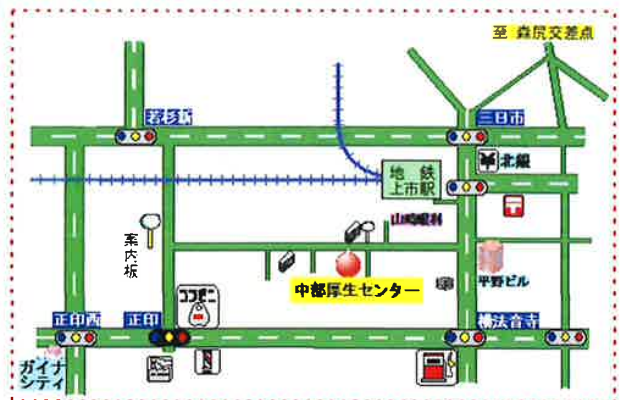 至 森尻交差点
若杉新
三日市
北銀
地 鉄
上市駅
山崎眼科
案内板
中部厚生センター
平野ビル
コンビニ
正印西
正印
横法音寺
ガイナ
シティ